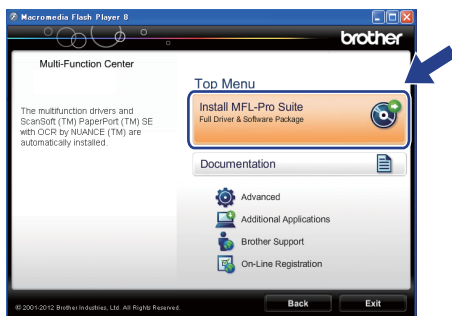 Macromedia Flash Player 8
brother
Multi-Function Center
Top Menu
The multifunction drivers and
ScanSoft (TM) PaperPort (TM) SE
with OCR by NUANCE (TM) are
automatically installed.
Install MFL-Pro Suite
Full Driver & Software Package
Documentation
Advanced
Additional Applications
Brother Support
On-Line Registration
© 2001-2012 Brother Industries, Ltd. All Rights Reserved.
Back
Exit